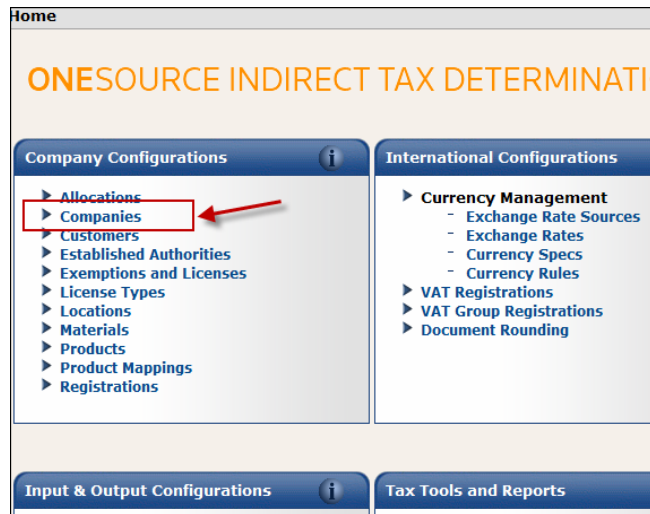 Home
ONESOURCE INDIRECT TAX DETERMINATI
Company Configurations
i
Allocations
Companies
Customers
Established Authorities
Exemptions and Licenses
License Types
Locations
Materials
Products
Product Mappings
Registrations
International Configurations
Currency Management
- Exchange Rate Sources
- Exchange Rates
- Currency Specs
- Currency Rules
VAT Registrations
VAT Group Registrations
Document Rounding
Input & Output Configurations
i
Tax Tools and Reports